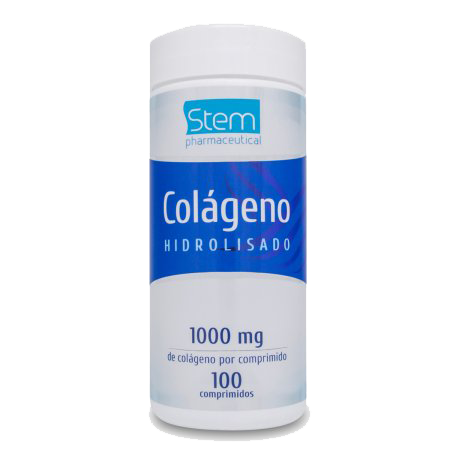 Stem
pharmaceutical
Colágeno
HIDROLISADO
1000 mg
de colágeno por comprimido
100
comprimidos